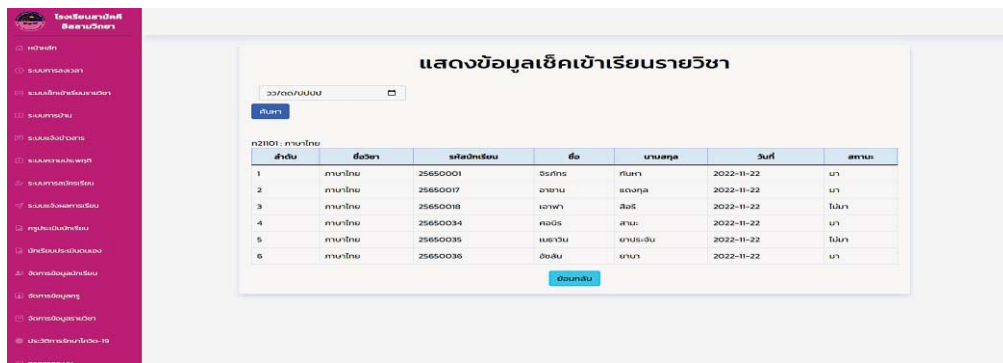 โรงเรียนสามัคคี
อิสลามวิทยา
หน้าหลัก
ระบบการจองเวลา
ระบบเช็กเข้าเรียนรายวิชา
ระบบการบ้าน
ระบบแจ้งข่าวสาร
ระบบความประพฤติ
ระบบการสมัครเรียน
ระบบแจ้งผลการเรียน
ครูประเมินนักเรียน
นักเรียนประเมินตนเอง
จัดการข้อมูลนักเรียน
จัดการข้อมูลครู
จัดการข้อมูลรายวิชา
ประวัติการรักษาโควิด-19
แสดงข้อมูลเช็คเข้าเรียนรายวิชา
วว/ดด/ปปปป
ค้นหา
ท21101 : ภาษาไทย
ลำดับ ชื่อวิชา รหัสนักเรียน ชื่อ นามสกุล วันที่ สถานะ
1 ภาษาไทย 25650001 จิรภัทร กันหา 2022-11-22 มา
2 ภาษาไทย 25650017 อาซาน แดงกุล 2022-11-22 มา
3 ภาษาไทย 25650018 เอาฟา สือรี 2022-11-22 ไม่มา
4 ภาษาไทย 25650034 คอนิร สามะ 2022-11-22 มา
5 ภาษาไทย 25650035 เมธาวิน ยาประจัน 2022-11-22 ไม่มา
6 ภาษาไทย 25650036 อัซลัน ยามา 2022-11-22 มา
ย้อนกลับ